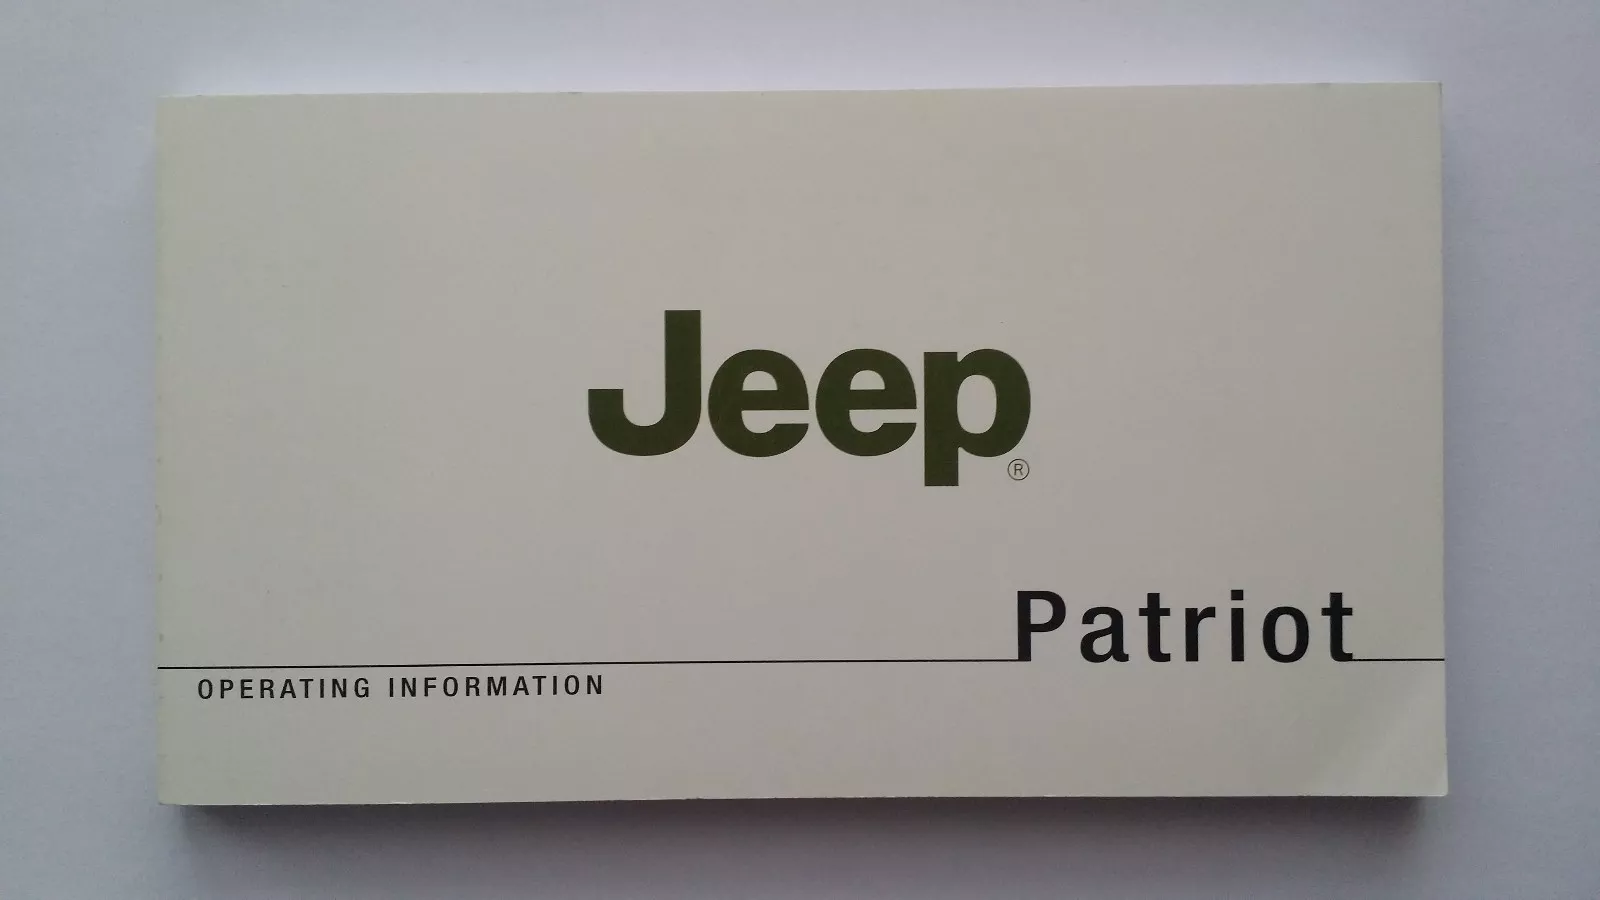 Jeep®
Patriot
OPERATING INFORMATION